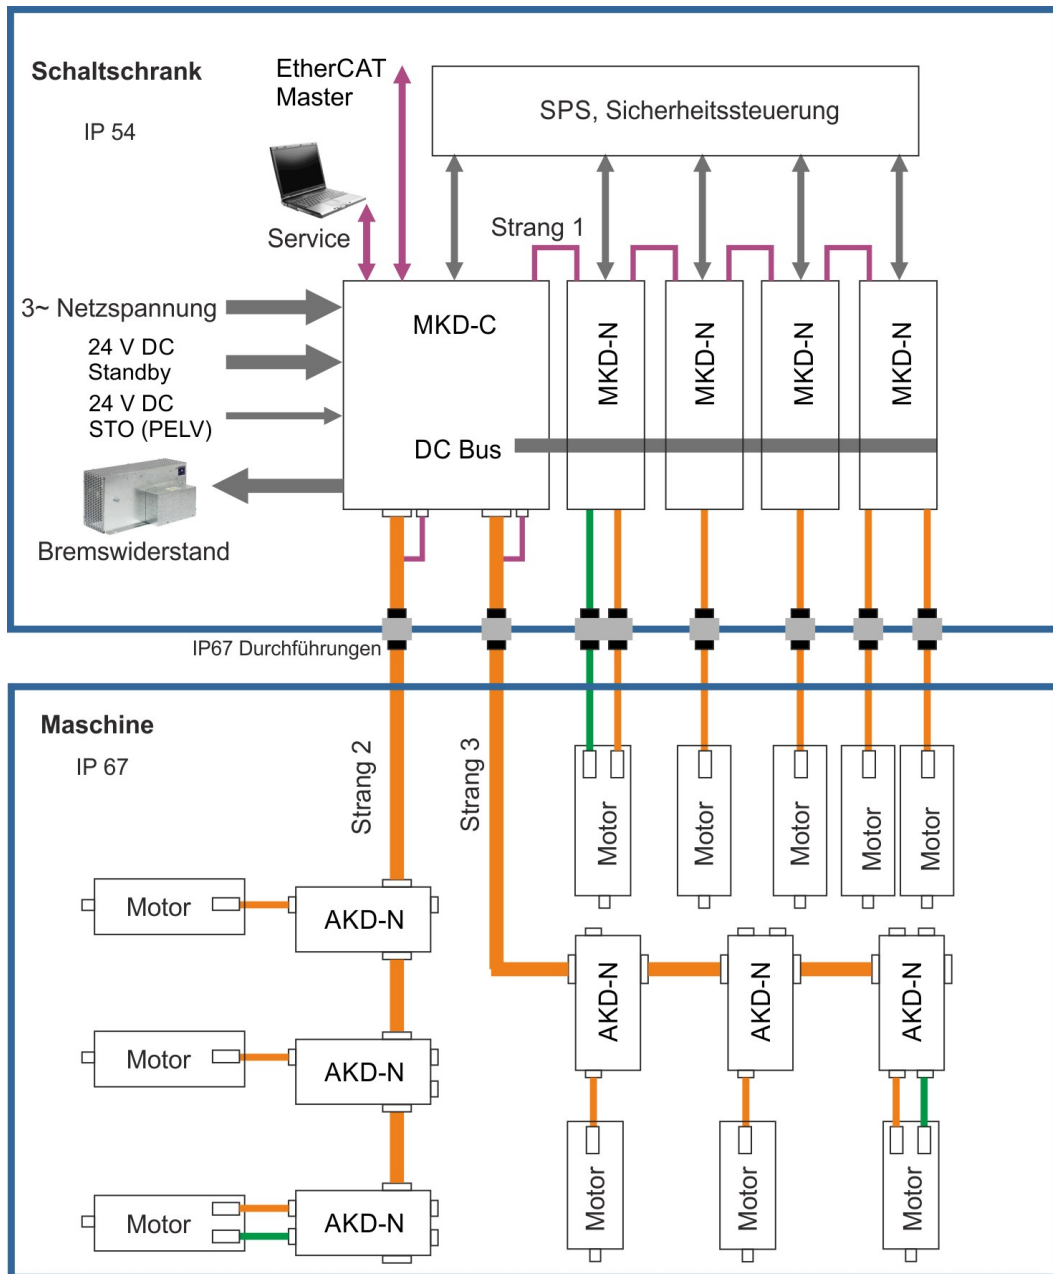 Schaltschrank
IP 54
EtherCAT
Master
SPS, Sicherheitssteuerung
Service
Strang 1
3~ Netzspannung
24 V DC
Standby
24 V DC
STO (PELV)
Bremswiderstand
MKD-C
DC Bus
MKD-N
MKD-N
MKD-N
MKD-N
IP67 Durchführungen
Maschine
IP 67
Strang 2
Strang 3
Motor
Motor
Motor
Motor
Motor
Motor
AKD-N
Motor
AKD-N
Motor
AKD-N
AKD-N
AKD-N
AKD-N
Motor
Motor
Motor